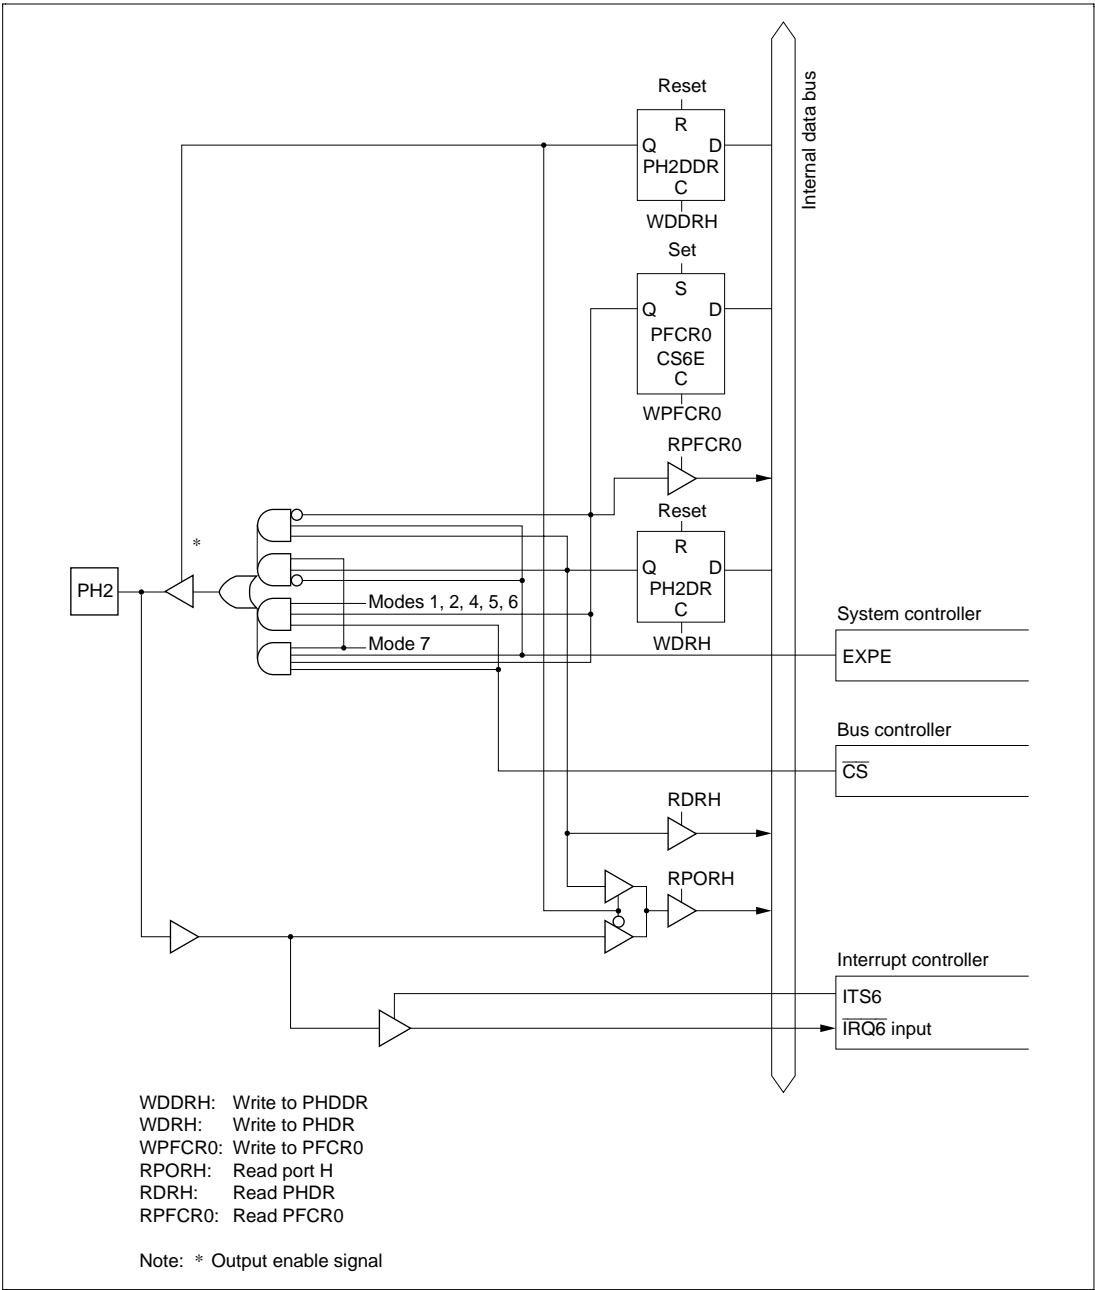 Reset
R
Q D
PH2DDR
C
WDDRH
Internal data bus
Set
S
Q D
PFCR0
CS6E
C
WPFCR0
RPFCR0
Reset
R
Q D
PH2DR
C
WDRH
*
PH2
Modes 1, 2, 4, 5, 6
Mode 7
System controller
EXPE
Bus controller
C̅S̅
RDRH
RPORH
Interrupt controller
ITS6
I̅R̅Q̅6̅ input
WDDRH: Write to PHDDR
WDRH: Write to PHDR
WPFCR0: Write to PFCR0
RPORH: Read port H
RDRH: Read PHDR
RPFCR0: Read PFCR0
Note: * Output enable signal